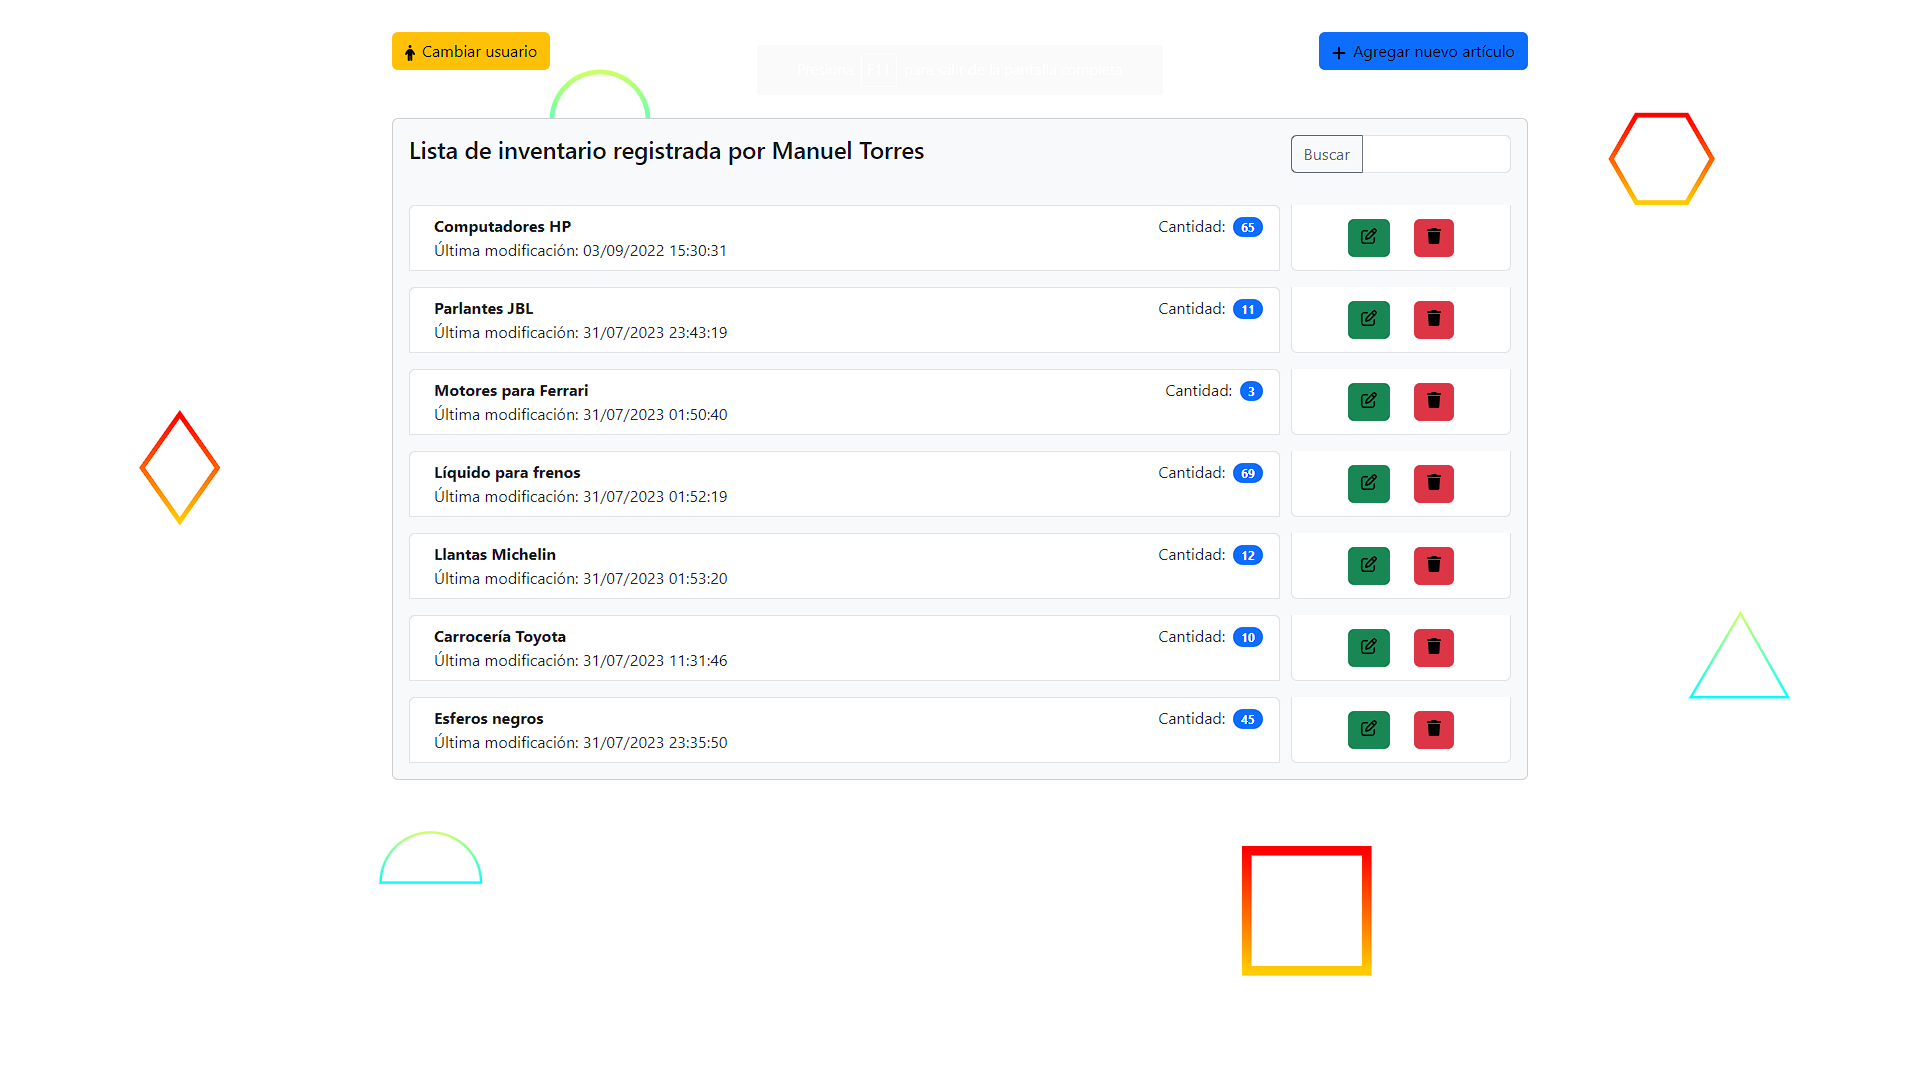 Cambiar usuario
Presiona F11 para salir de la pantalla completa
Agregar nuevo artículo
Lista de inventario registrada por Manuel Torres
Buscar
Computadores HP
Cantidad: 65
Última modificación: 03/09/2022 15:30:31
Parlantes JBL
Cantidad: 11
Última modificación: 31/07/2023 23:43:19
Motores para Ferrari
Cantidad: 3
Última modificación: 31/07/2023 01:50:40
Líquido para frenos
Cantidad: 69
Última modificación: 31/07/2023 01:52:19
Llantas Michelin
Cantidad: 12
Última modificación: 31/07/2023 01:53:20
Carrocería Toyota
Cantidad: 10
Última modificación: 31/07/2023 11:31:46
Esferos negros
Cantidad: 45
Última modificación: 31/07/2023 23:35:50